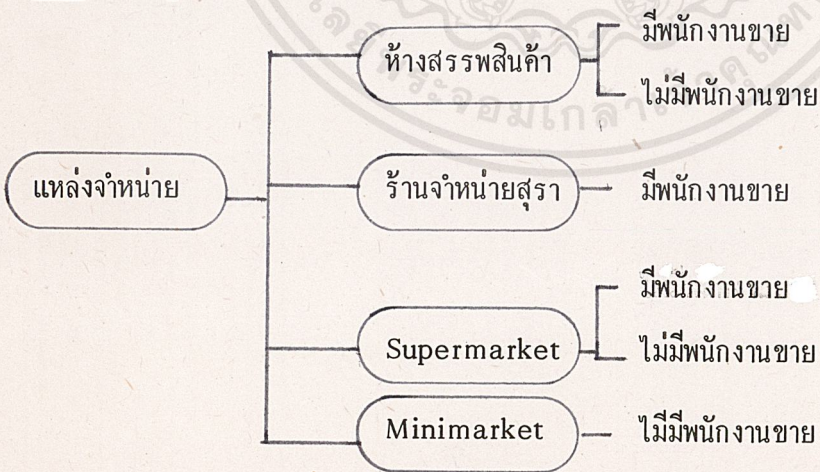 มีพนักงานขาย
ห้างสรรพสินค้า
ไม่มีพนักงานขาย
แหล่งจำหน่าย
ร้านจำหน่ายสุรา
มีพนักงานขาย
มีพนักงานขาย
Supermarket
ไม่มีพนักงานขาย
Minimarket
ไม่มีพนักงานขาย